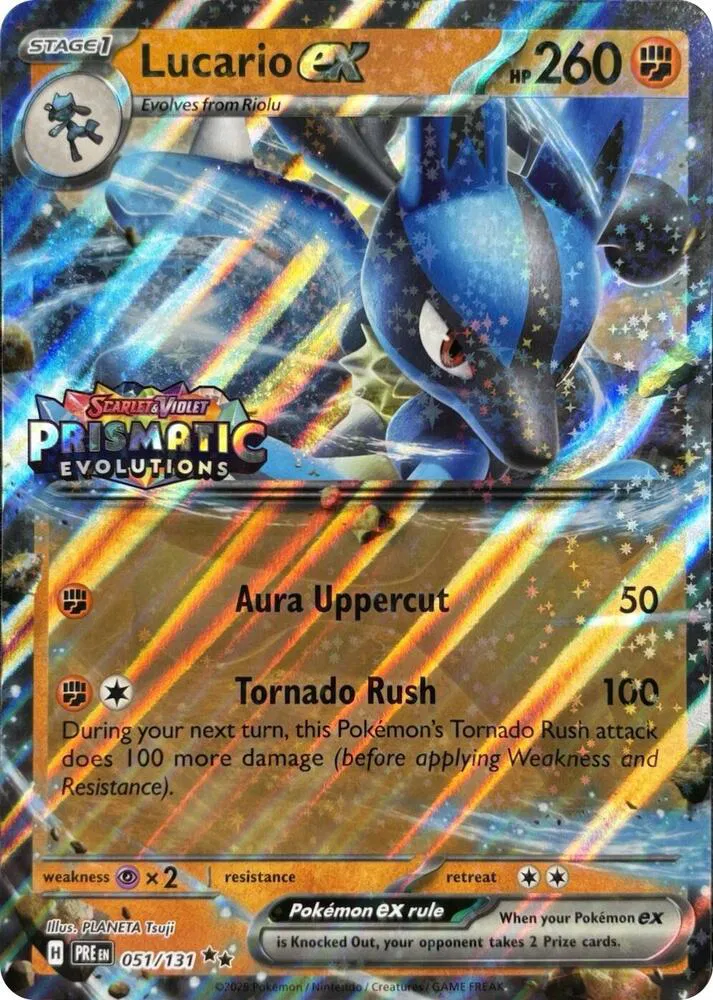 STAGE1
Lucario ex
HP 260
Evolves from Riolu
SCARLET & VIOLET
PRISMATIC
EVOLUTIONS
Aura Uppercut 50
Tornado Rush 100
During your next turn, this Pokémon's Tornado Rush attack
does 100 more damage (before applying Weakness and
Resistance).
weakness ×2 resistance retreat
Illus. PLANETA Tsuji
Pokémon ex rule
When your Pokémon ex
is Knocked Out, your opponent takes 2 Prize cards.
H PRE EN 051/131
©2025 Pokémon / Nintendo / Creatures / GAME FREAK